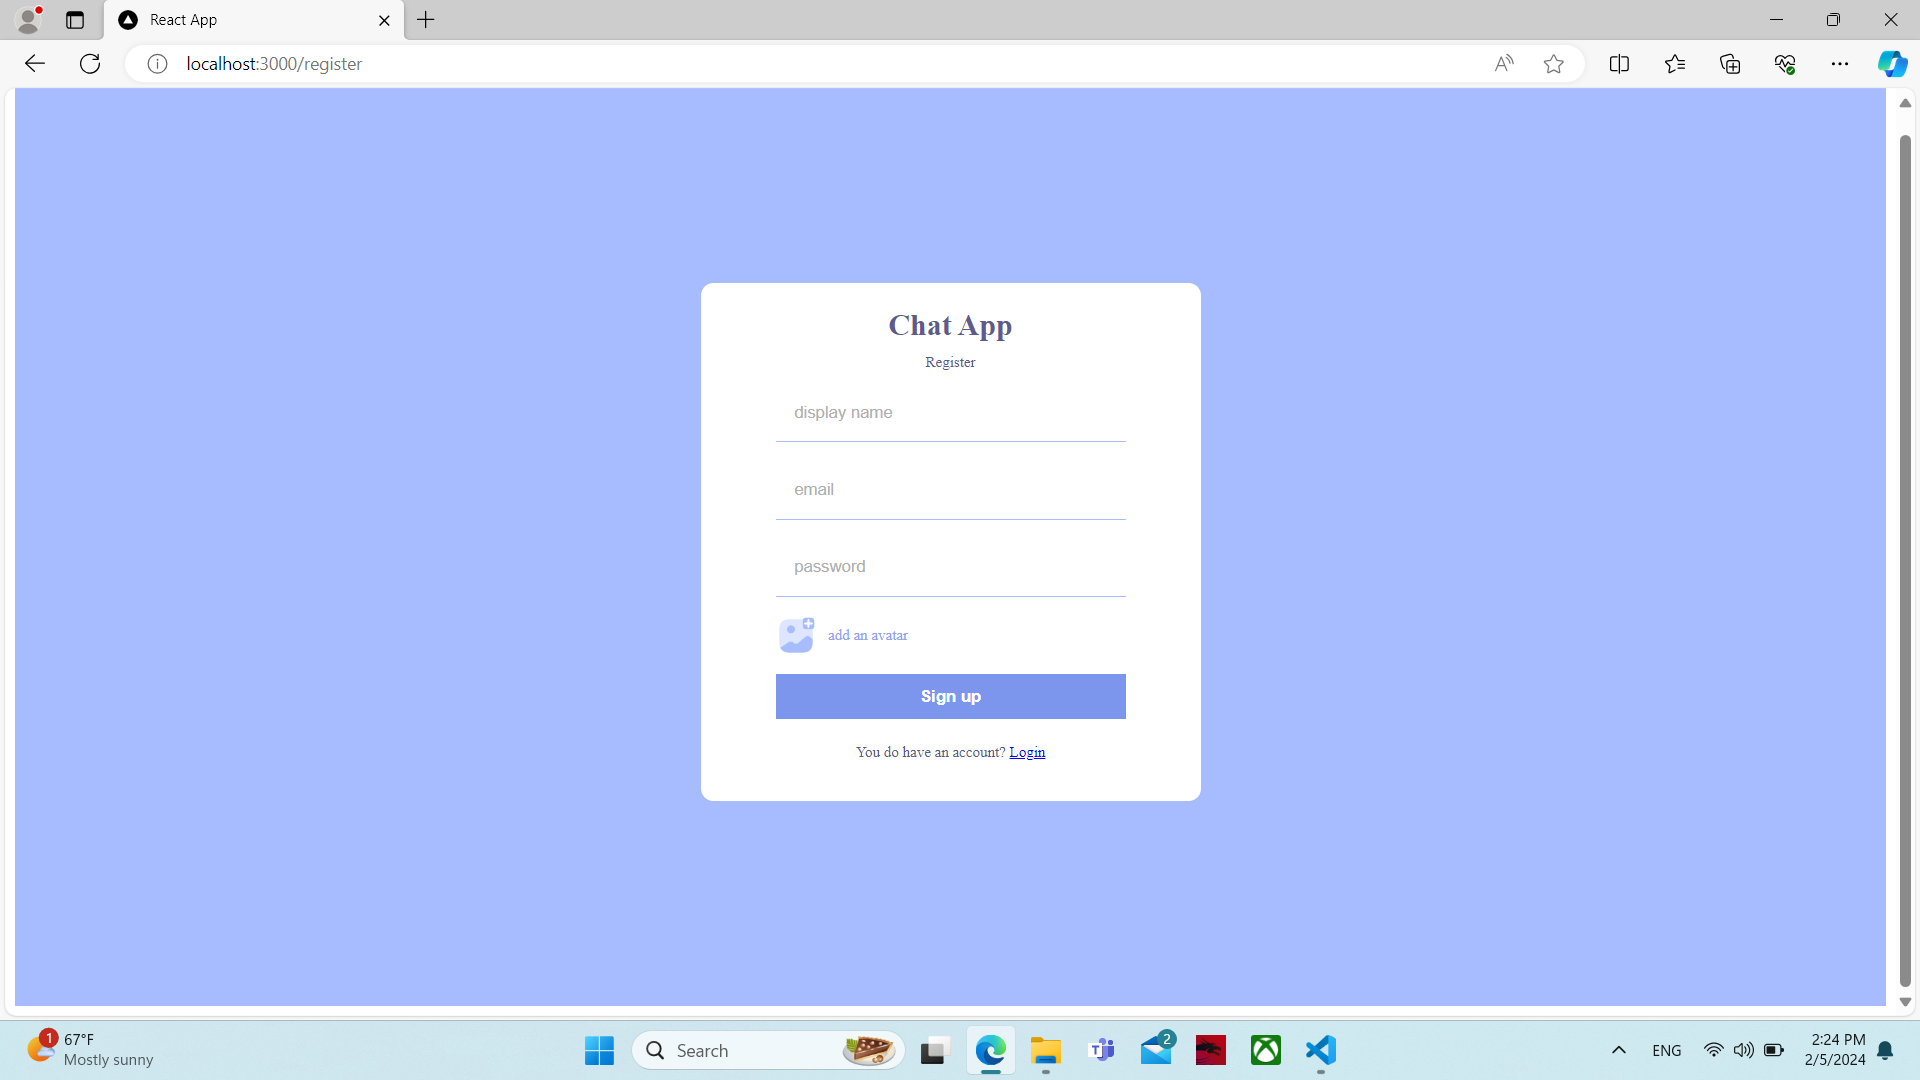 React App
localhost:3000/register
Chat App
Register
display name
email
password
add an avatar
Sign up
You do have an account? Login
1
67°F
Mostly sunny
Search
2
ENG
2:24 PM
2/5/2024